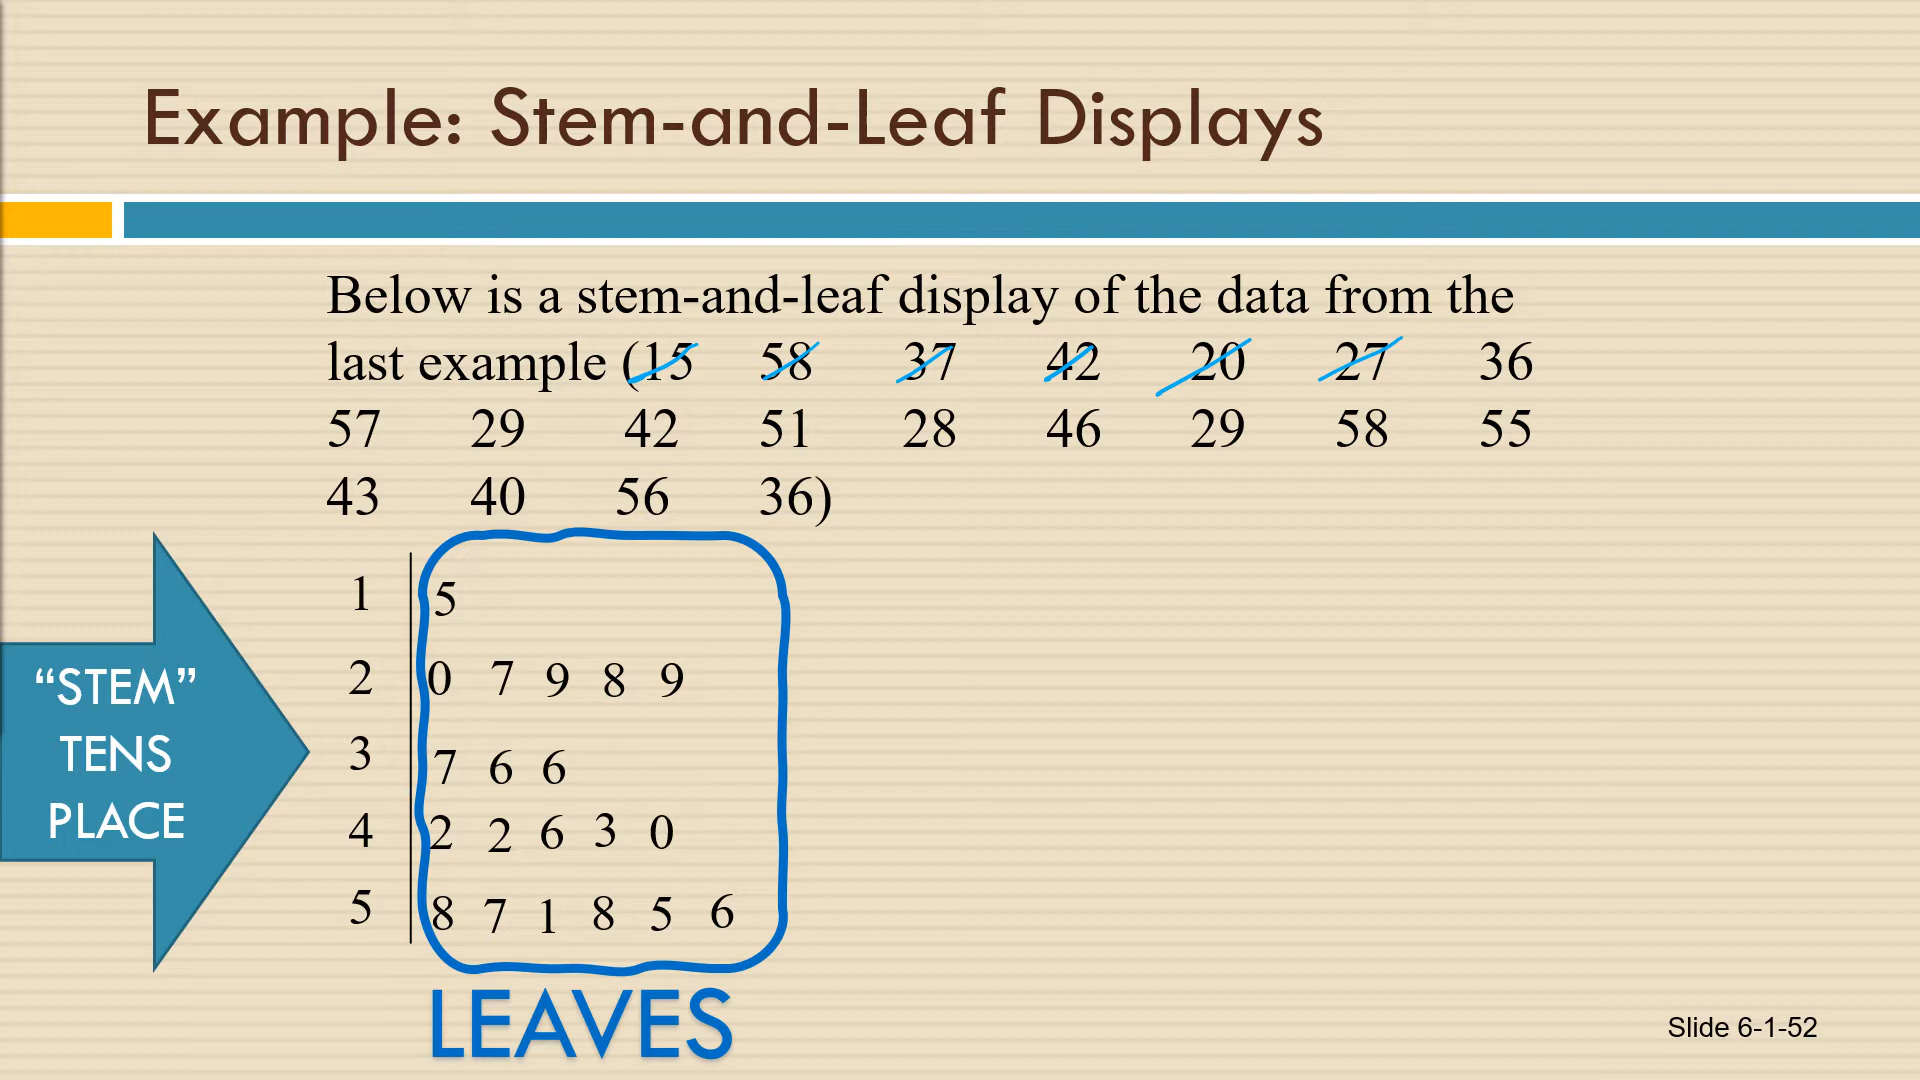 Example: Stem-and-Leaf Displays
Below is a stem-and-leaf display of the data from the
last example (15 58 37 42 20 27 36
57 29 42 51 28 46 29 58 55
43 40 56 36)
“STEM”
TENS
PLACE
1 5
2 0 7 9 8 9
3 7 6 6
4 2 2 6 3 0
5 8 7 1 8 5 6
LEAVES
Slide 6-1-52